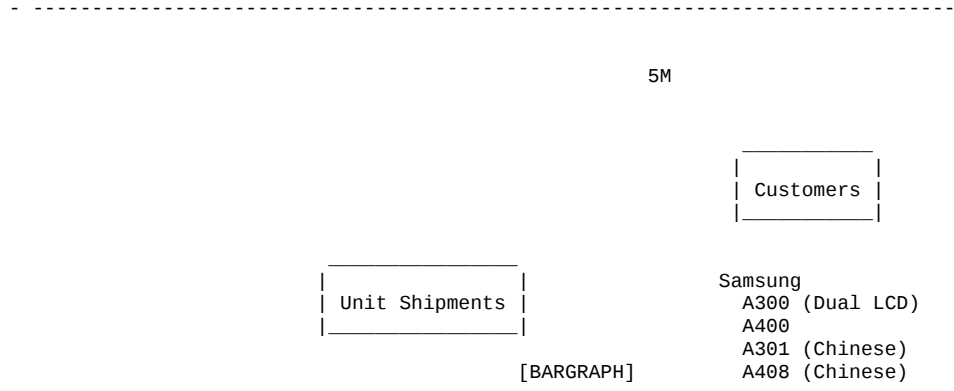 - ------------------------------------------------------------------------------
5M
Customers
Samsung
Unit Shipments A300 (Dual LCD)
A400
A301 (Chinese)
[BARGRAPH] A408 (Chinese)